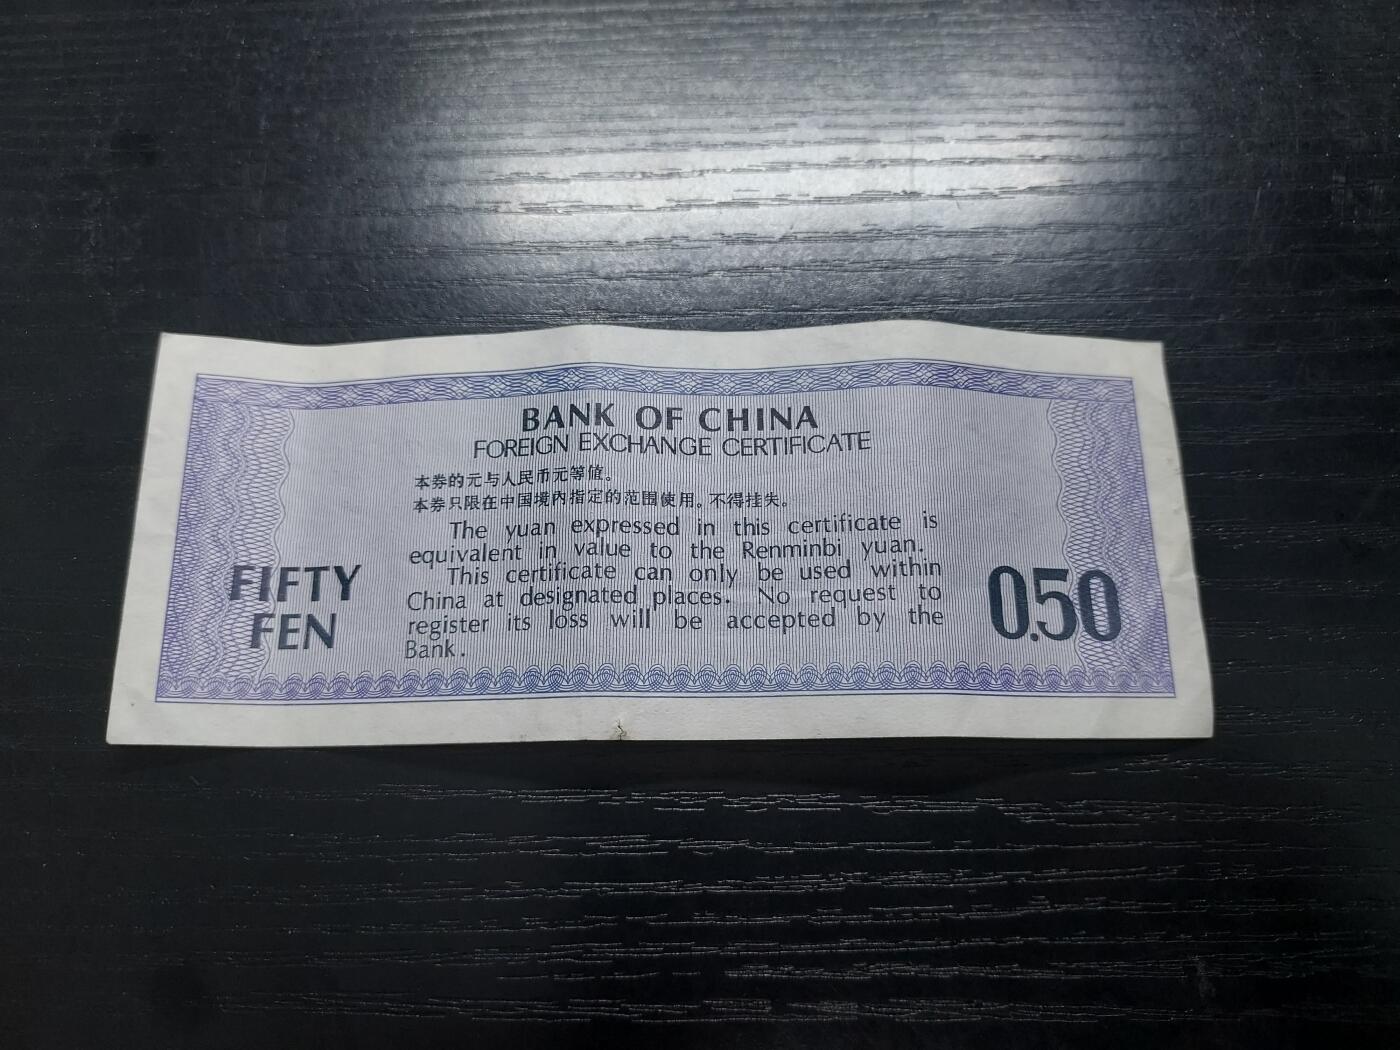 BANK OF CHINA
FOREIGN EXCHANGE CERTIFICATE
本券的元与人民币元等值。
本券只限在中国境内指定的范围使用。不得挂失。
The yuan expressed in this certificate is
equivalent in value to the Renminbi yuan.
This certificate can only be used within
China at designated places. No request to
register its loss will be accepted by the
Bank.
FIFTY
FEN
0.50